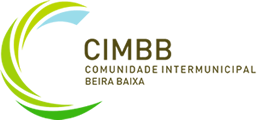 CIMBB
COMUNIDADE INTERMUNICIPAL
BEIRA BAIXA